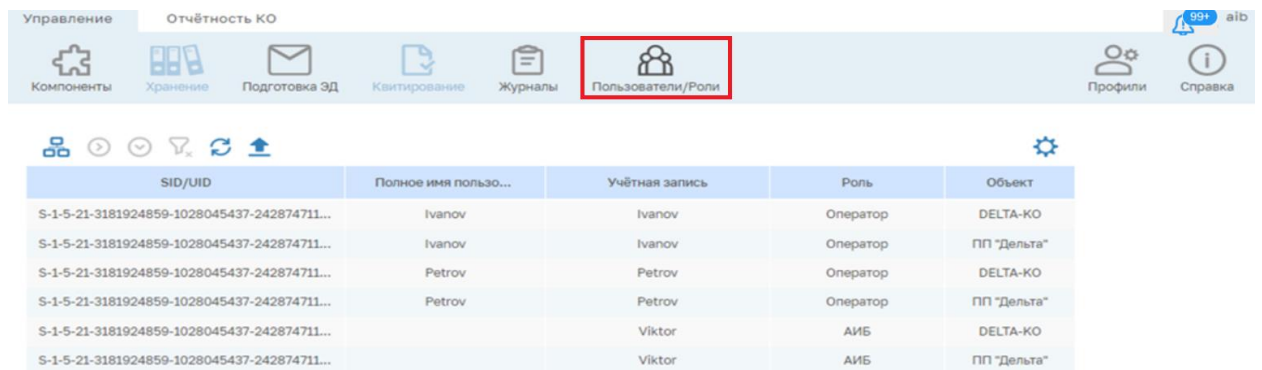 Управление Отчётность КО 99+ aib
Компоненты Хранение Подготовка ЭД Квитирование Журналы Пользователи/Роли Профили Справка
SID/UID Полное имя пользо... Учётная запись Роль Объект
S-1-5-21-3181924859-1028045437-242874711... Ivanov Ivanov Оператор DELTA-KO
S-1-5-21-3181924859-1028045437-242874711... Ivanov Ivanov Оператор ПП "Дельта"
S-1-5-21-3181924859-1028045437-242874711... Petrov Petrov Оператор DELTA-KO
S-1-5-21-3181924859-1028045437-242874711... Petrov Petrov Оператор ПП "Дельта"
S-1-5-21-3181924859-1028045437-242874711... Viktor АИБ DELTA-KO
S-1-5-21-3181924859-1028045437-242874711... Viktor АИБ ПП "Дельта"